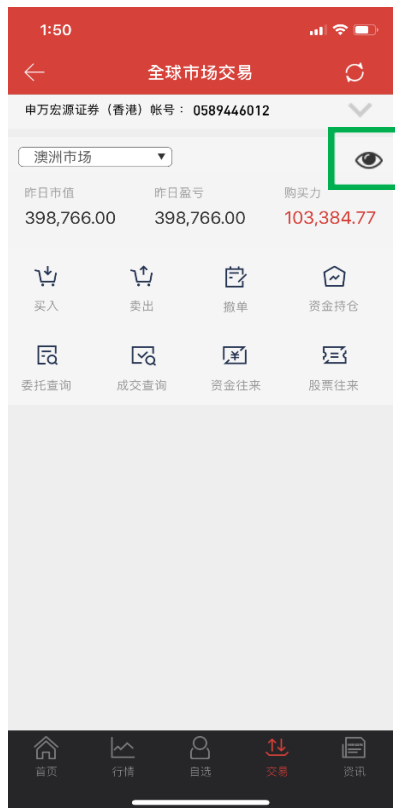 1:50
全球市场交易
申万宏源证券（香港）帐号： 0589446012
澳洲市场 ▼
昨日市值 昨日盈亏 购买力
398,766.00 398,766.00 103,384.77
买入 卖出 撤单 资金持仓
委托查询 成交查询 资金往来 股票往来
首页 行情 自选 交易 资讯